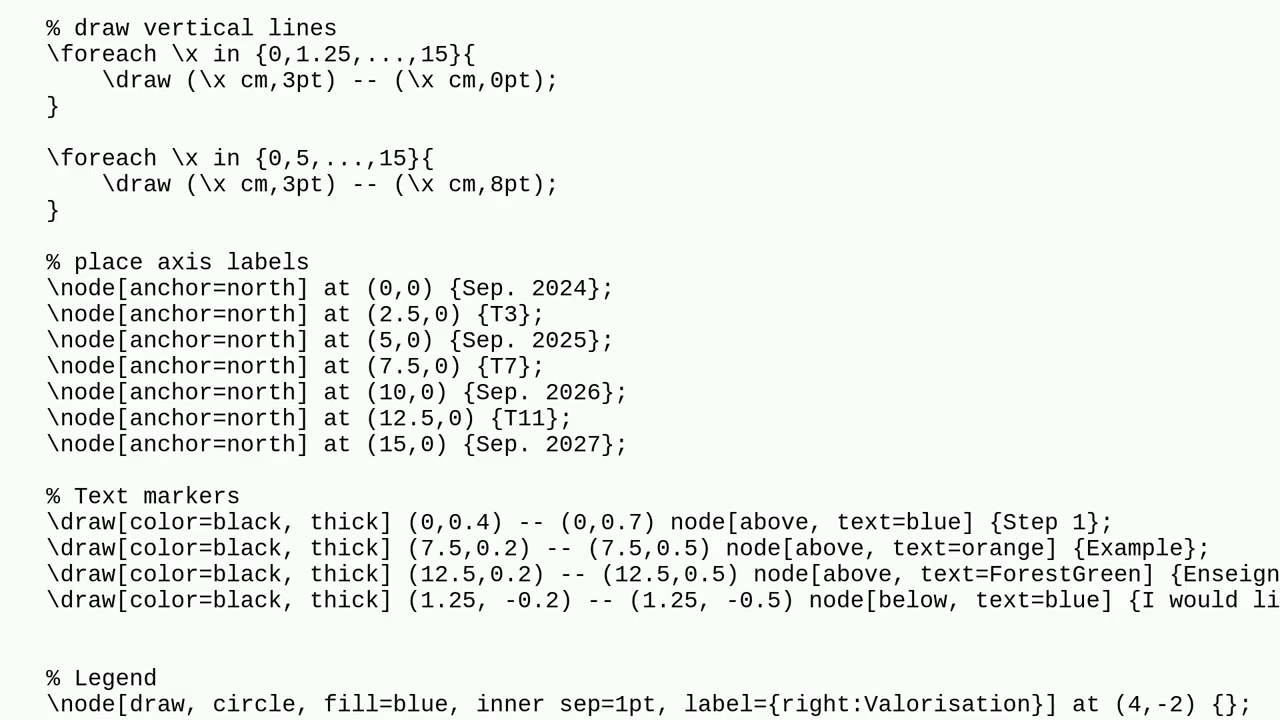 % draw vertical lines
\foreach \x in {0,1.25,...,15}{
    \draw (\x cm,3pt) -- (\x cm,0pt);
}

\foreach \x in {0,5,...,15}{
    \draw (\x cm,3pt) -- (\x cm,8pt);
}

% place axis labels
\node[anchor=north] at (0,0) {Sep. 2024};
\node[anchor=north] at (2.5,0) {T3};
\node[anchor=north] at (5,0) {Sep. 2025};
\node[anchor=north] at (7.5,0) {T7};
\node[anchor=north] at (10,0) {Sep. 2026};
\node[anchor=north] at (12.5,0) {T11};
\node[anchor=north] at (15,0) {Sep. 2027};

% Text markers
\draw[color=black, thick] (0,0.4) -- (0,0.7) node[above, text=blue] {Step 1};
\draw[color=black, thick] (7.5,0.2) -- (7.5,0.5) node[above, text=orange] {Example};
\draw[color=black, thick] (12.5,0.2) -- (12.5,0.5) node[above, text=ForestGreen] {Enseign
\draw[color=black, thick] (1.25, -0.2) -- (1.25, -0.5) node[below, text=blue] {I would li

% Legend
\node[draw, circle, fill=blue, inner sep=1pt, label={right:Valorisation}] at (4,-2) {};